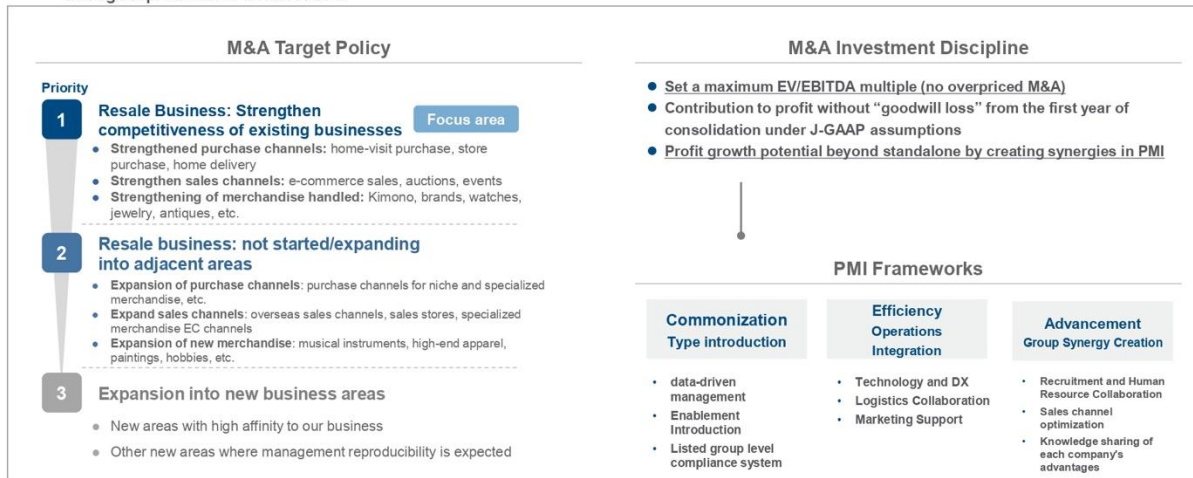 M&A Target Policy
Priority
1
Resale Business: Strengthen
competitiveness of existing businesses
Focus area
• Strengthened purchase channels: home-visit purchase, store
purchase, home delivery
• Strengthen sales channels: e-commerce sales, auctions, events
• Strengthening of merchandise handled: Kimono, brands, watches,
jewelry, antiques, etc.
2
Resale business: not started/expanding
into adjacent areas
• Expansion of purchase channels: purchase channels for niche and specialized
merchandise, etc.
• Expand sales channels: overseas sales channels, sales stores, specialized
merchandise EC channels
• Expansion of new merchandise: musical instruments, high-end apparel,
paintings, hobbies, etc.
3
Expansion into new business areas
• New areas with high affinity to our business
• Other new areas where management reproducibility is expected
M&A Investment Discipline
• Set a maximum EV/EBITDA multiple (no overpriced M&A)
• Contribution to profit without “goodwill loss” from the first year of
consolidation under J-GAAP assumptions
• Profit growth potential beyond standalone by creating synergies in PMI
PMI Frameworks
Commonization
Type introduction
• data-driven
management
• Enablement
Introduction
• Listed group level
compliance system
Efficiency
Operations
Integration
• Technology and DX
• Logistics Collaboration
• Marketing Support
Advancement
Group Synergy Creation
• Recruitment and Human
Resource Collaboration
• Sales channel
optimization
• Knowledge sharing of
each company's
advantages